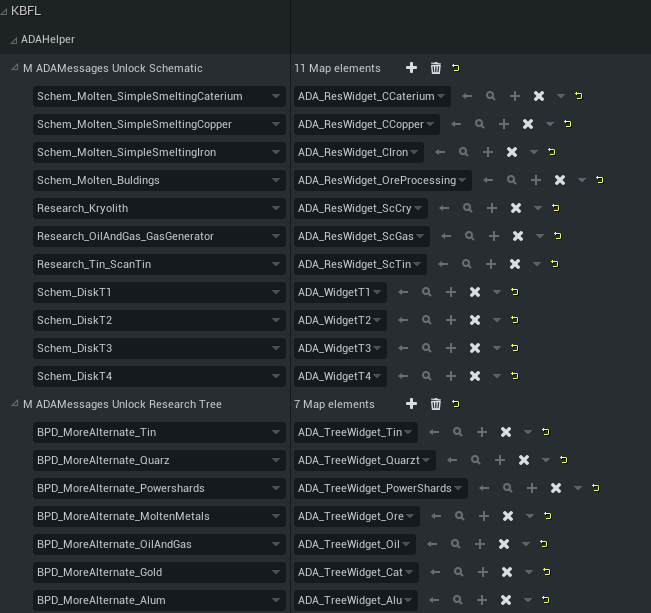 KBFL
ADAHelper
M ADAMessages Unlock Schematic 11 Map elements
Schem_Molten_SimpleSmeltingCaterium ADA_ResWidget_CCaterium
Schem_Molten_SimpleSmeltingCopper ADA_ResWidget_CCopper
Schem_Molten_SimpleSmeltingIron ADA_ResWidget_CIron
Schem_Molten_Buldings ADA_ResWidget_OreProcessing
Research_Kryolith ADA_ResWidget_ScCry
Research_OilAndGas_GasGenerator ADA_ResWidget_ScGas
Research_Tin_ScanTin ADA_ResWidget_ScTin
Schem_DiskT1 ADA_WidgetT1
Schem_DiskT2 ADA_WidgetT2
Schem_DiskT3 ADA_WidgetT3
Schem_DiskT4 ADA_WidgetT4
M ADAMessages Unlock Research Tree 7 Map elements
BPD_MoreAlternate_Tin ADA_TreeWidget_Tin
BPD_MoreAlternate_Quarz ADA_TreeWidget_Quarzt
BPD_MoreAlternate_Powershards ADA_TreeWidget_PowerShards
BPD_MoreAlternate_MoltenMetals ADA_TreeWidget_Ore
BPD_MoreAlternate_OilAndGas ADA_TreeWidget_Oil
BPD_MoreAlternate_Gold ADA_TreeWidget_Cat
BPD_MoreAlternate_Alum ADA_TreeWidget_Alu